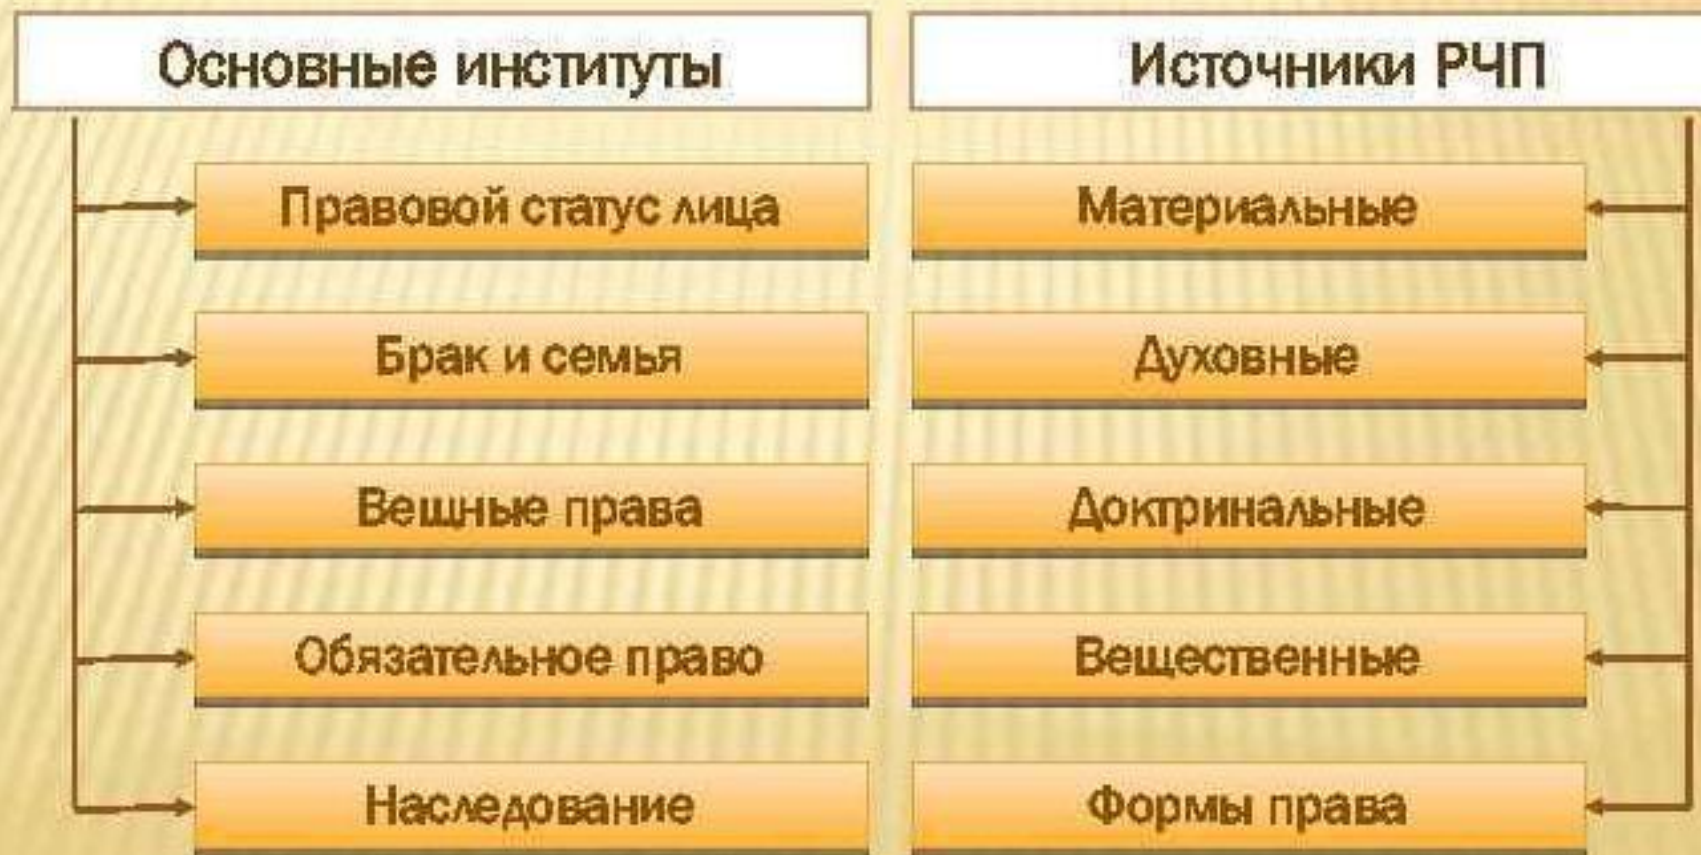 Основные институты
Источники РЧП
Правовой статус лица
Материальные
Брак и семья
Духовные
Вешные права
Доктринальные
Обязательное право
Вещественные
Наследование
Формы права